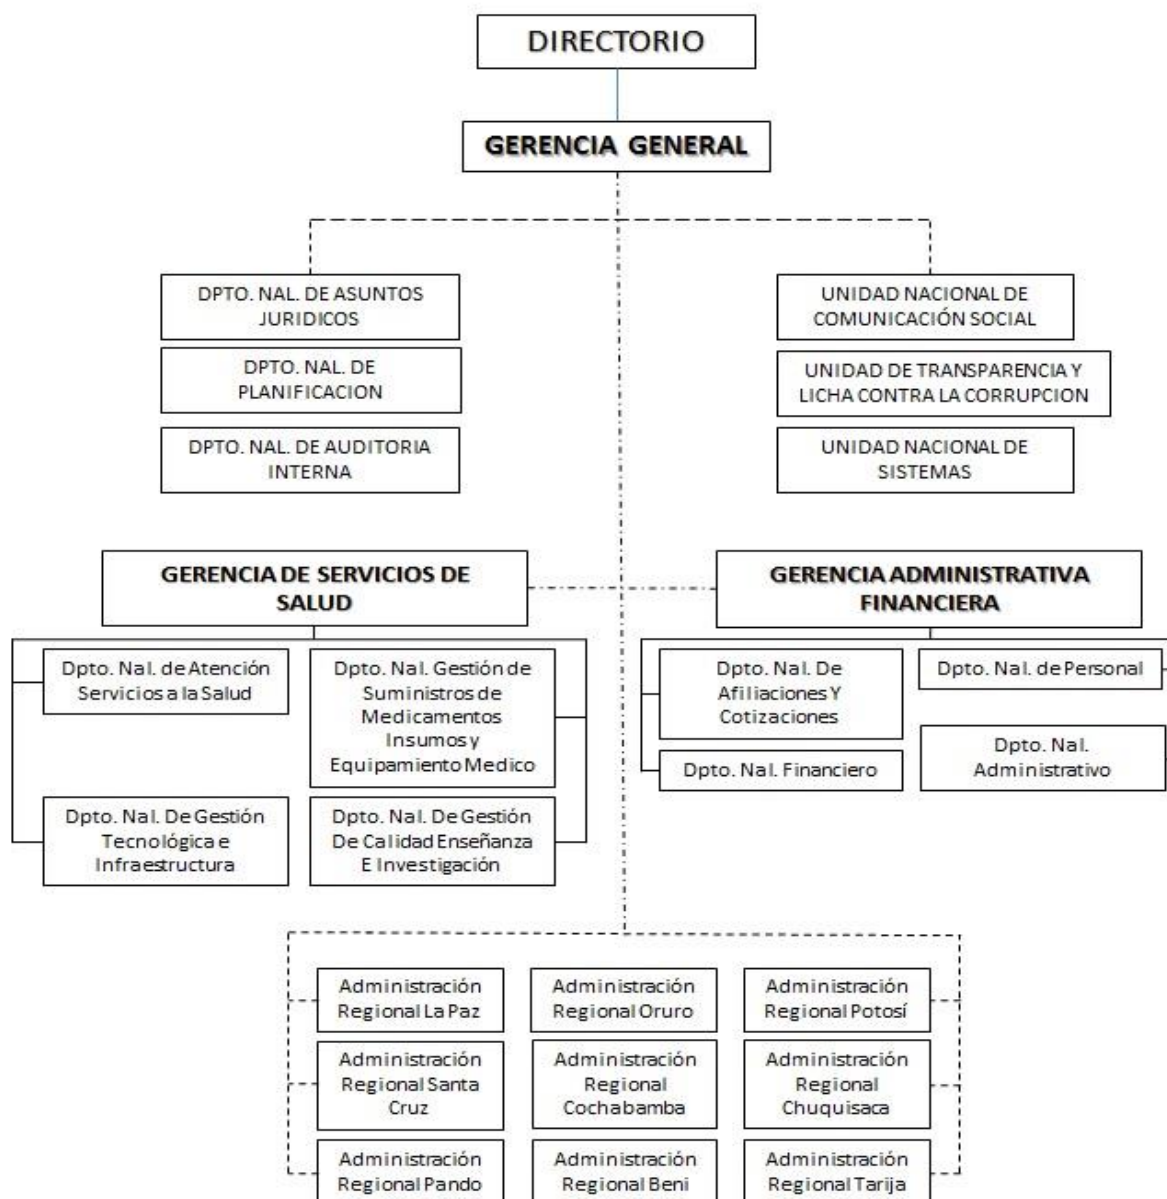 DIRECTORIO
GERENCIA GENERAL
DPTO. NAL. DE ASUNTOS
JURIDICOS
UNIDAD NACIONAL DE
COMUNICACIÓN SOCIAL
DPTO. NAL. DE
PLANIFICACION
UNIDAD DE TRANSPARENCIA Y
LICHA CONTRA LA CORRUPCION
DPTO. NAL. DE AUDITORIA
INTERNA
UNIDAD NACIONAL DE
SISTEMAS
GERENCIA DE SERVICIOS DE
SALUD
GERENCIA ADMINISTRATIVA
FINANCIERA
Dpto. Nal. de Atención
Servicios a la Salud
Dpto. Nal. Gestión de
Suministros de
Medicamentos
Insumos y
Equipamiento Medico
Dpto. Nal. De
Afiliaciones Y
Cotizaciones
Dpto. Nal. de Personal
Dpto. Nal. Financiero
Dpto. Nal.
Administrativo
Dpto. Nal. De Gestión
Tecnológica e
Infraestructura
Dpto. Nal. De Gestión
De Calidad Enseñanza
E Investigación
Administración
Regional La Paz
Administración
Regional Oruro
Administración
Regional Potosí
Administración
Regional Santa
Cruz
Administración
Regional
Cochabamba
Administración
Regional
Chuquisaca
Administración
Regional Pando
Administración
Regional Beni
Administración
Regional Tarija